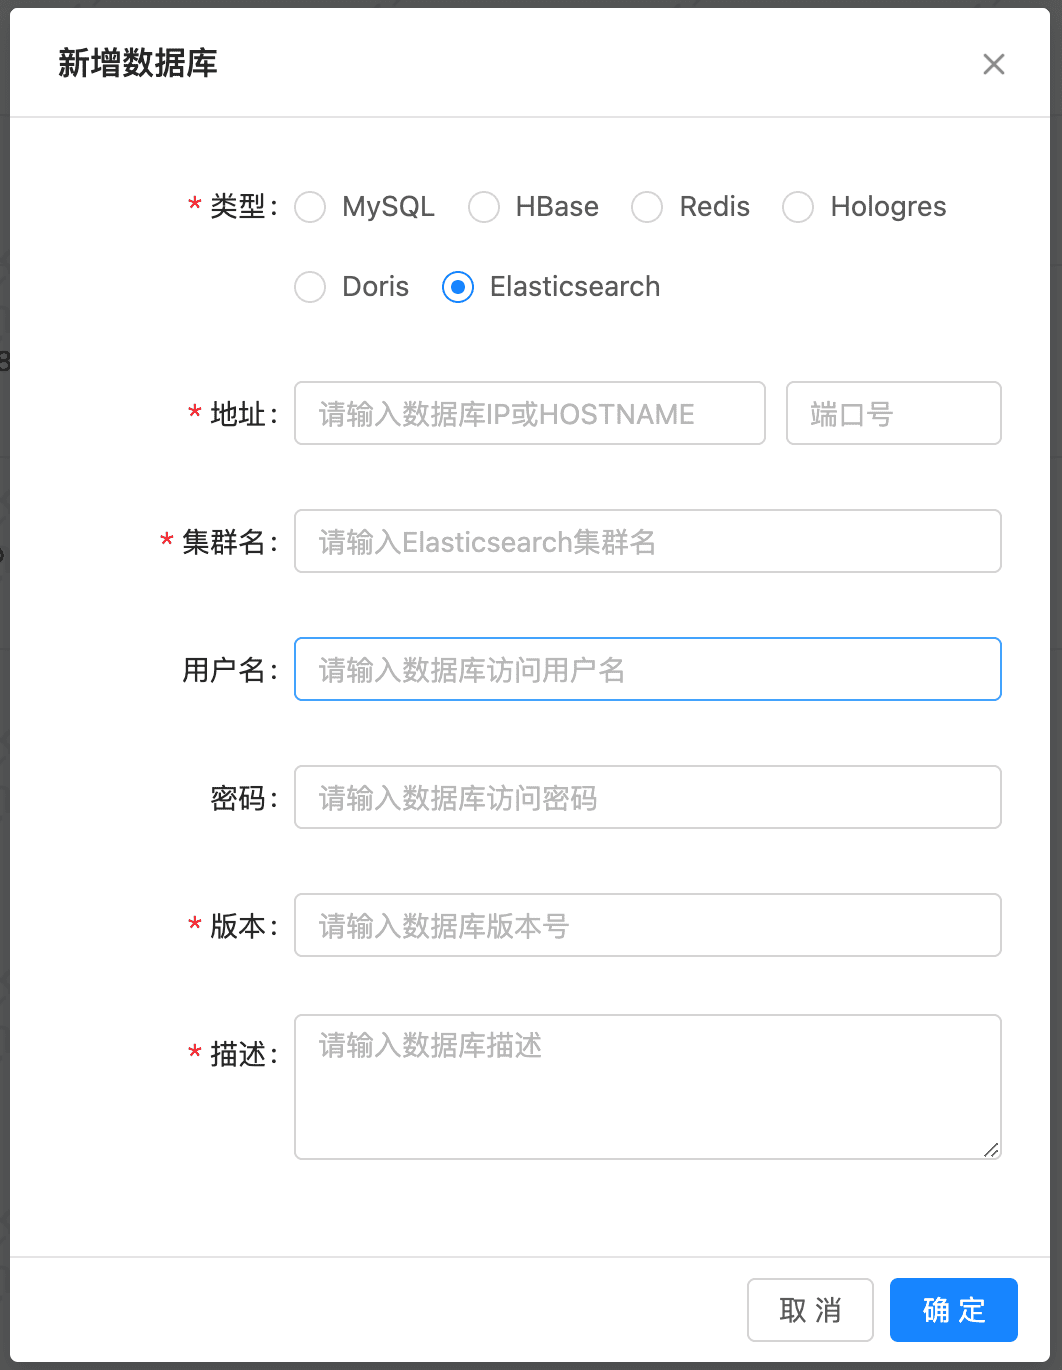 新增数据库
* 类型: MySQL HBase Redis Hologres
Doris Elasticsearch
* 地址: 请输入数据库IP或HOSTNAME 端口号
* 集群名: 请输入Elasticsearch集群名
用户名: 请输入数据库访问用户名
密码: 请输入数据库访问密码
* 版本: 请输入数据库版本号
* 描述: 请输入数据库描述
取 消 确 定